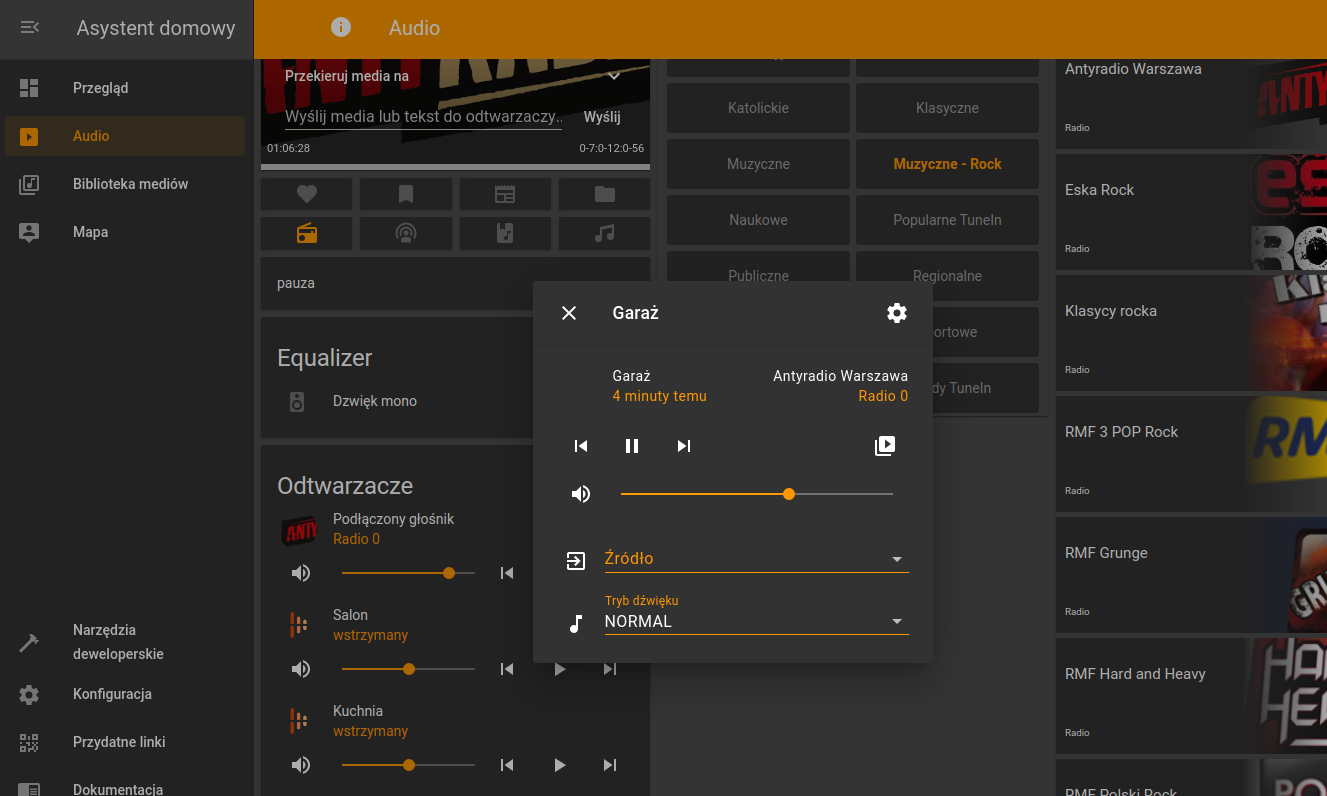 Asystent domowy
Przegląd
Audio
Biblioteka mediów
Mapa
Narzędzia
deweloperskie
Konfiguracja
Przydatne linki
Dokumentacja
Audio
Przekieruj media na
Wyślij media lub tekst do odtwarzaczy..
Wyślij
01:06:28
0-7:0-12:0-56
pauza
Equalizer
Dzwięk mono
Odtwarzacze
Podłączony głośnik
Radio 0
Salon
wstrzymany
Kuchnia
wstrzymany
Katolickie
Klasyczne
Muzyczne
Muzyczne - Rock
Naukowe
Popularne TuneIn
Publiczne
Regionalne
ortowe
dy TuneIn
Garaż
Garaż
Antyradio Warszawa
4 minuty temu
Radio 0
Źródło
Tryb dźwięku
NORMAL
Antyradio Warszawa
Radio
Eska Rock
Radio
Klasycy rocka
Radio
RMF 3 POP Rock
Radio
RMF Grunge
Radio
RMF Hard and Heavy
Radio
RMF Polski Rock